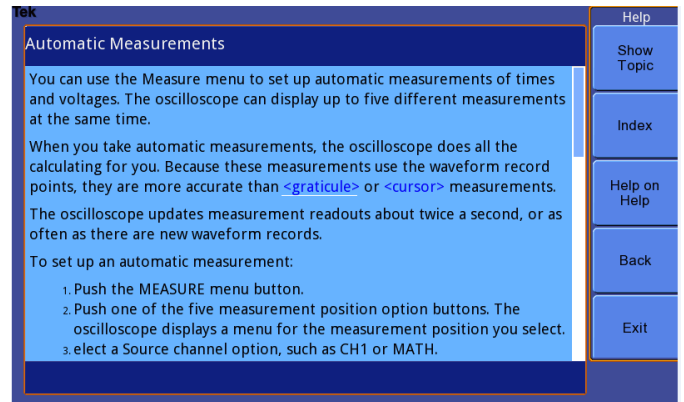 Tek
Help
Automatic Measurements
You can use the Measure menu to set up automatic measurements of times
and voltages. The oscilloscope can display up to five different measurements
at the same time.
When you take automatic measurements, the oscilloscope does all the
calculating for you. Because these measurements use the waveform record
points, they are more accurate than <graticule> or <cursor> measurements.
The oscilloscope updates measurement readouts about twice a second, or as
often as there are new waveform records.
To set up an automatic measurement:
1. Push the MEASURE menu button.
2. Push one of the five measurement position option buttons. The
oscilloscope displays a menu for the measurement position you select.
3. elect a Source channel option, such as CH1 or MATH.
Show
Topic
Index
Help on
Help
Back
Exit